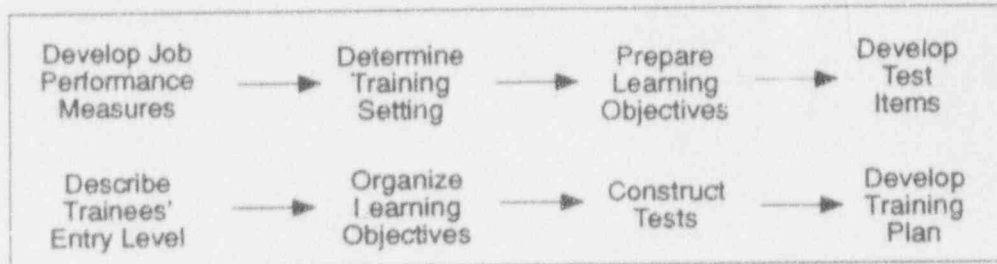 Develop Job
Performance
Measures
Determine
Training
Setting
Prepare
Learning
Objectives
Develop
Test
Items
Describe
Trainees'
Entry Level
Organize
Learning
Objectives
Construct
Tests
Develop
Training
Plan